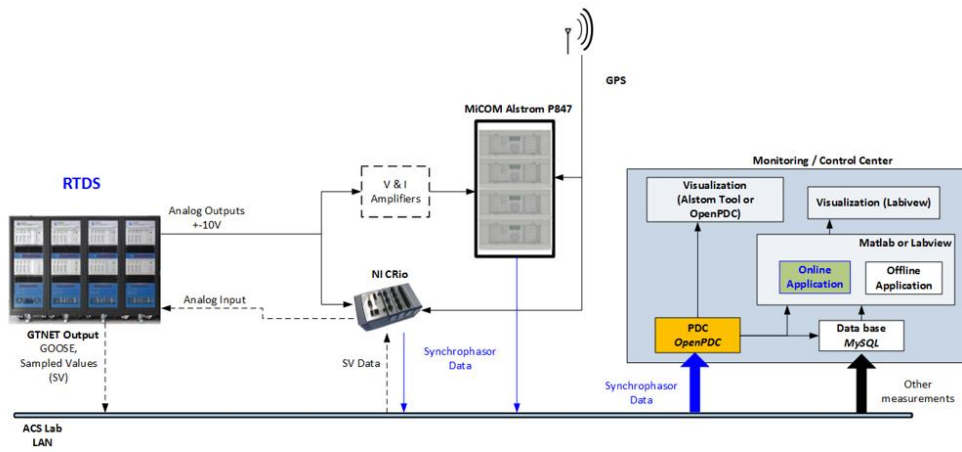 GPS
MiCOM Alstrom P847
Monitoring / Control Center
RTDS
V & I
Amplifiers
Visualization
(Alstom Tool or
OpenPDC)
Visualization (Labivew)
Analog Outputs
+-10V
Matlab or Labview
Online
Application
Offline
Application
NI CRio
Analog Input
GTNET Output
GOOSE,
Sampled Values
(SV)
PDC
OpenPDC
Data base
MySQL
SV Data
Synchrophasor
Data
Synchrophasor
Data
Other
measurements
ACS Lab
LAN